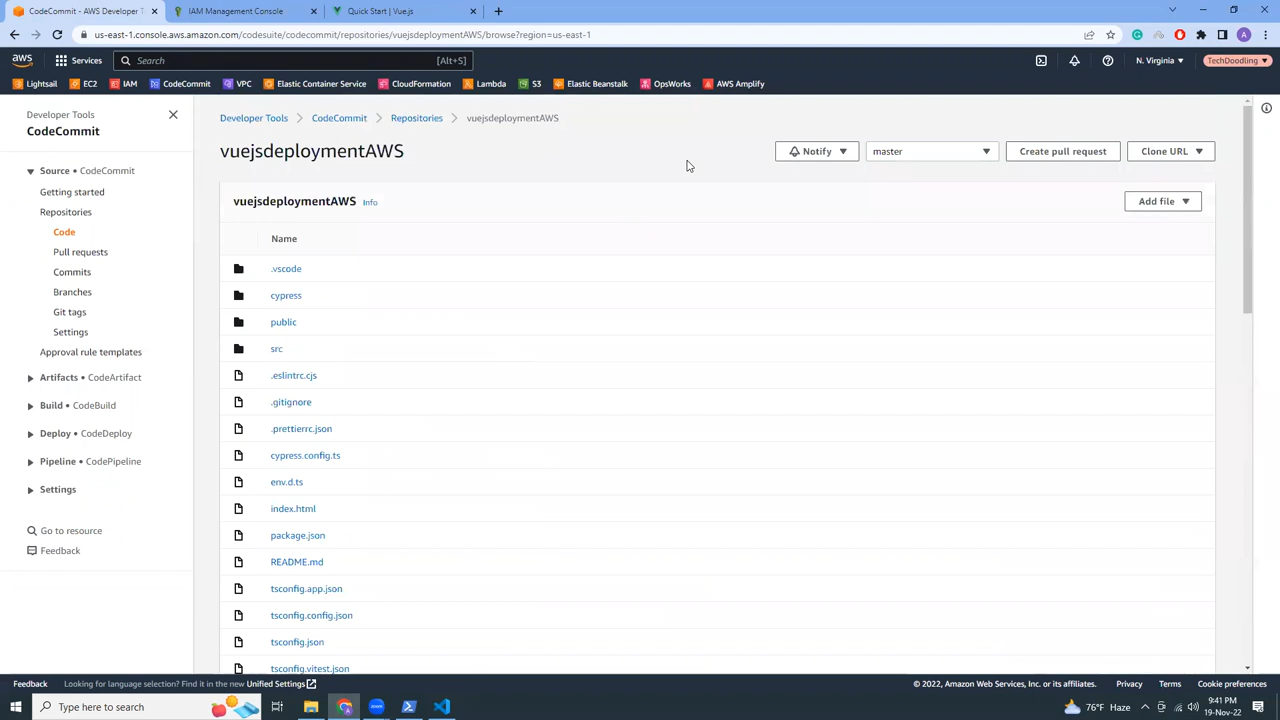 CodeCommit - AWS Developer T
IAM Management Console
Quick Start | Vue.js
us-east-1.console.aws.amazon.com/codesuite/codecommit/repositories/vuejsdeploymentAWS/browse?region=us-east-1
A
aws
Services
Search
[Alt+S]
N. Virginia
TechDoodling
Lightsail
EC2
IAM
CodeCommit
VPC
Elastic Container Service
CloudFormation
Lambda
S3
Elastic Beanstalk
OpsWorks
AWS Amplify
Developer Tools
CodeCommit
Source • CodeCommit
Getting started
Repositories
Code
Pull requests
Commits
Branches
Git tags
Settings
Approval rule templates
Artifacts • CodeArtifact
Build • CodeBuild
Deploy • CodeDeploy
Pipeline • CodePipeline
Settings
Go to resource
Feedback
Developer Tools
CodeCommit
Repositories
vuejsdeploymentAWS
vuejsdeploymentAWS
Notify
master
Create pull request
Clone URL
vuejsdeploymentAWS
Info
Add file
Name
.vscode
cypress
public
src
.eslintrc.cjs
.gitignore
.prettierrc.json
cypress.config.ts
env.d.ts
index.html
package.json
README.md
tsconfig.app.json
tsconfig.config.json
tsconfig.json
tsconfig.vitest.json
Feedback
Looking for language selection? Find it in the new Unified Settings
© 2022, Amazon Web Services, Inc. or its affiliates.
Privacy
Terms
Cookie preferences
Type here to search
zoom
76°F Haze
9:41 PM
19-Nov-22